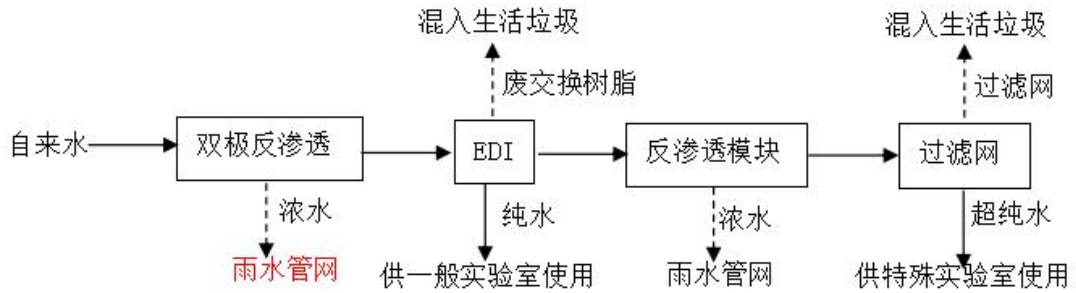 混入生活垃圾
混入生活垃圾
废交换树脂
过滤网
自来水
双极反渗透
EDI
反渗透模块
过滤网
浓水
纯水
浓水
超纯水
雨水管网
供一般实验室使用
雨水管网
供特殊实验室使用